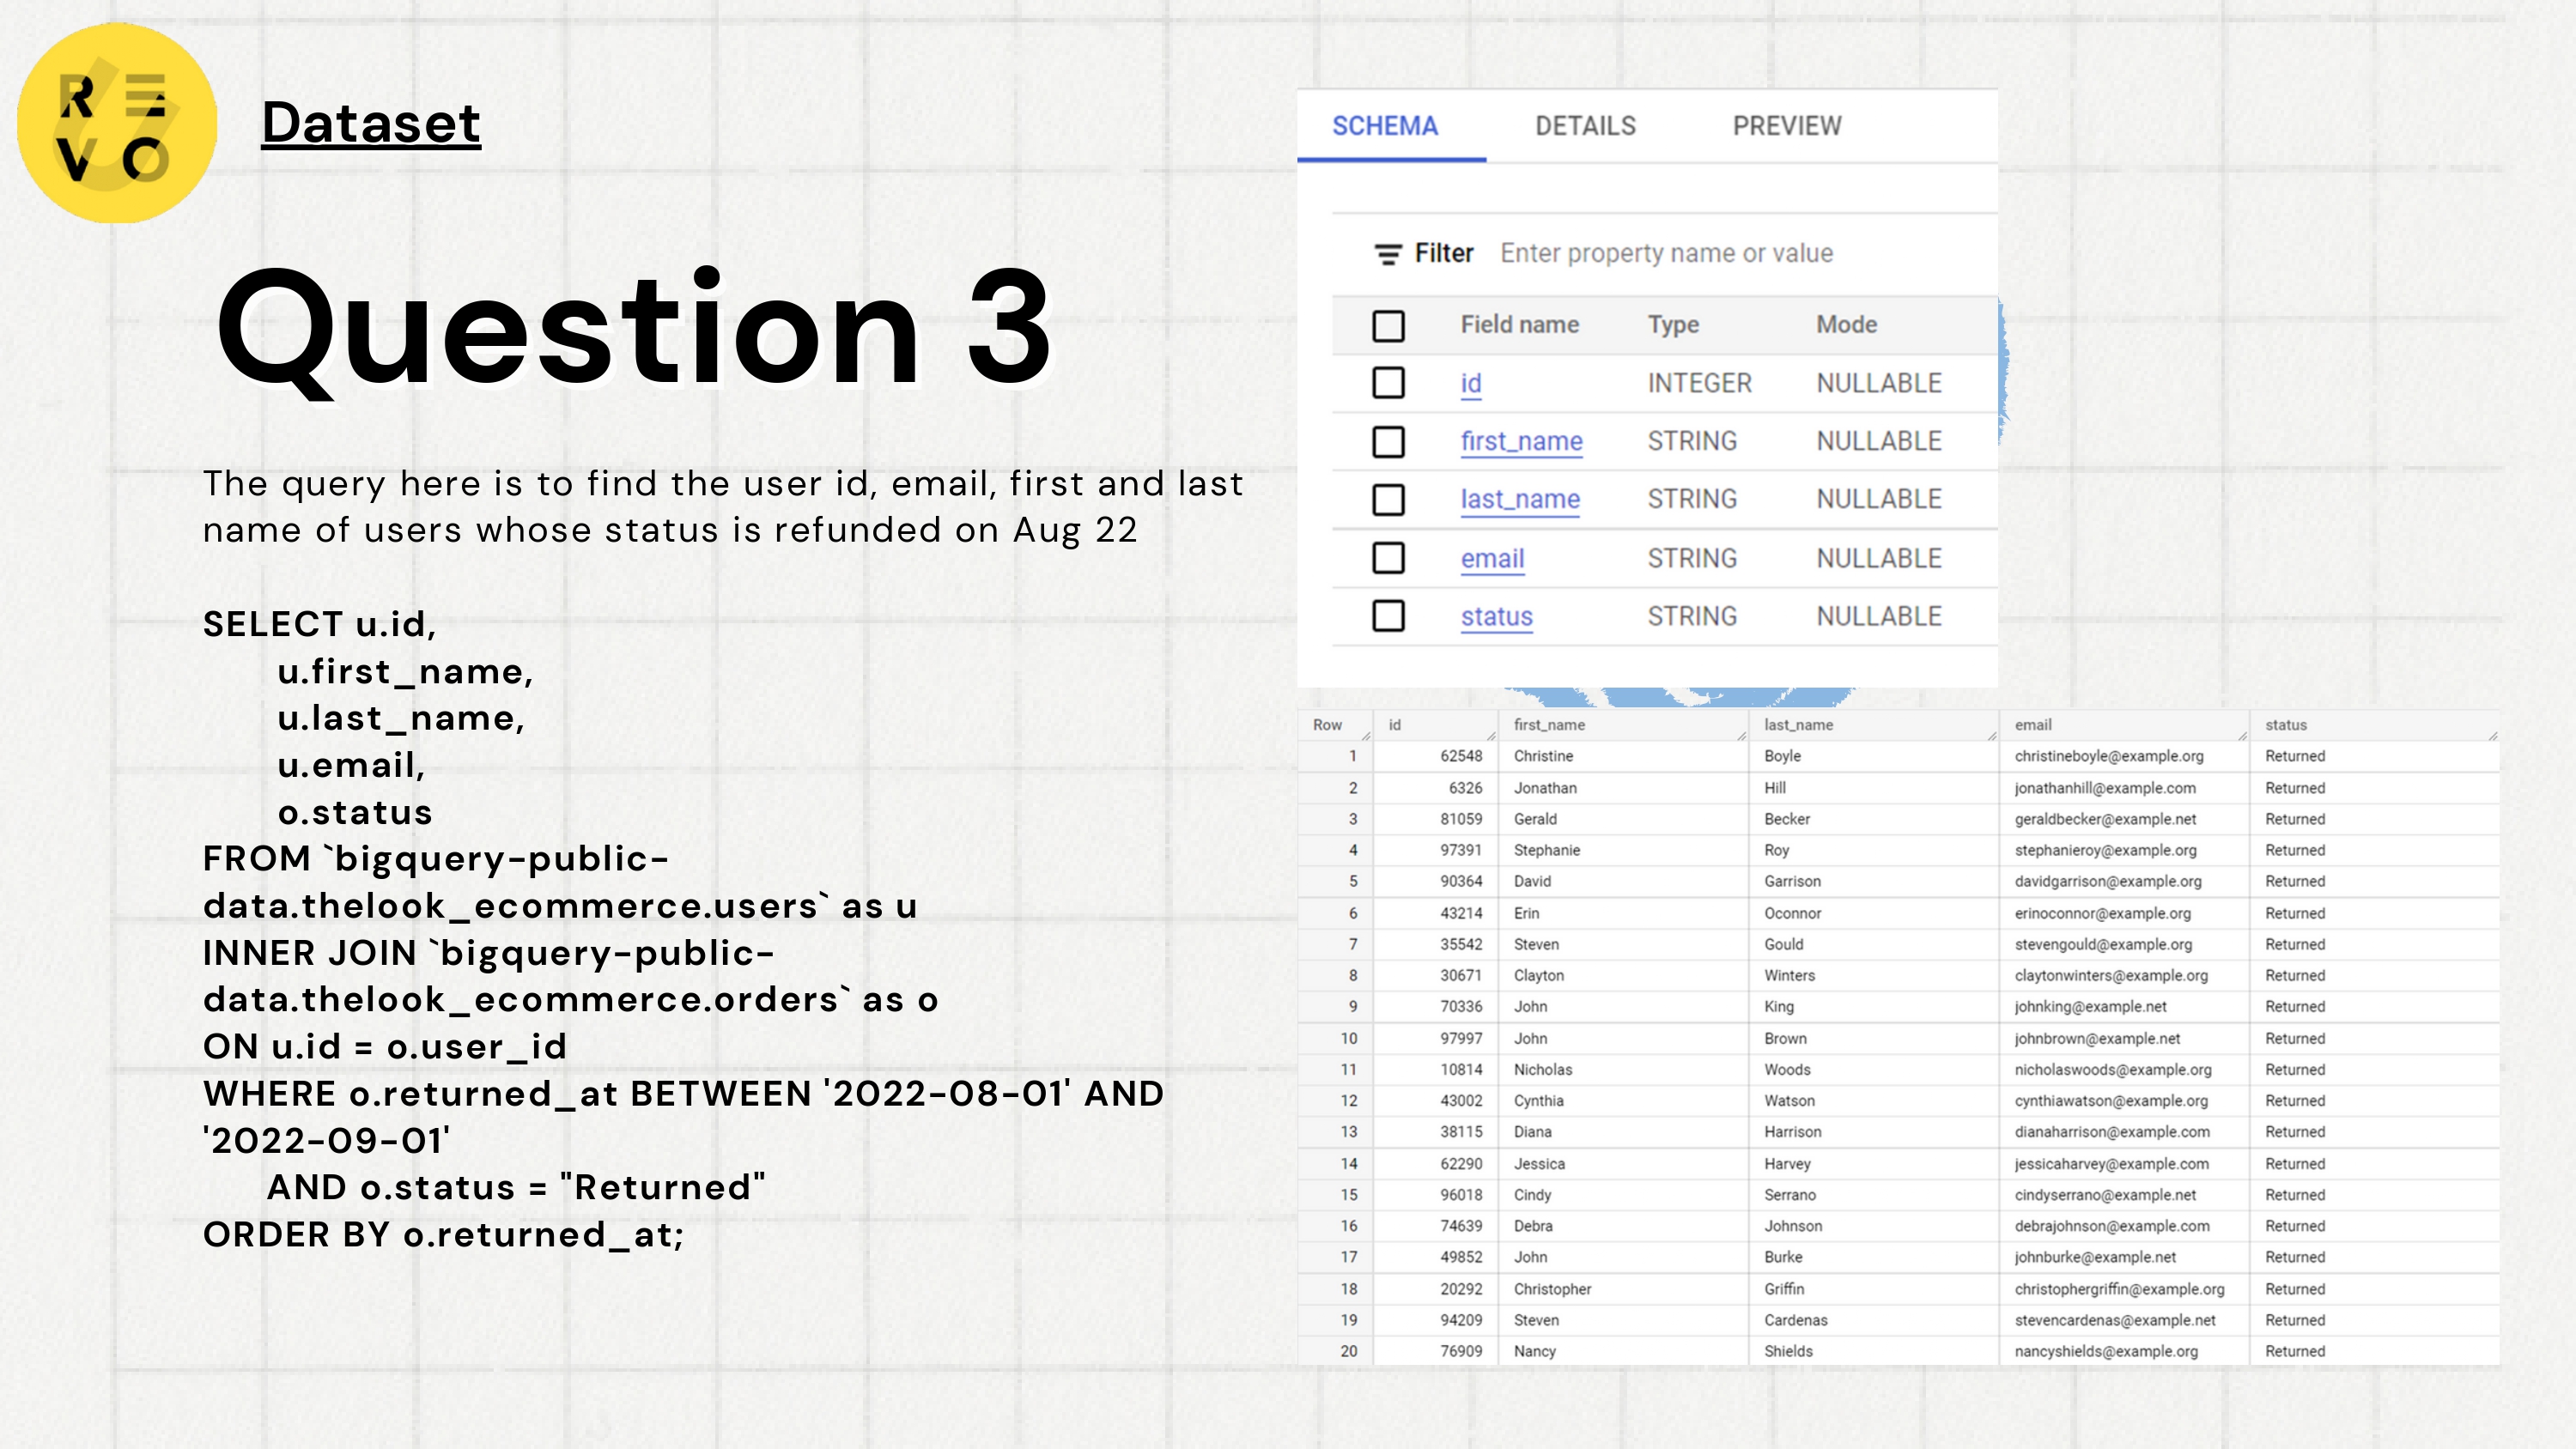 RE
VO
Dataset
Question 3
The query here is to find the user id, email, first and last
name of users whose status is refunded on Aug 22
SELECT u.id,
u.first_name,
u.last_name,
u.email,
o.status
FROM `bigquery-public-
data.thelook_ecommerce.users` as u
INNER JOIN `bigquery-public-
data.thelook_ecommerce.orders` as o
ON u.id = o.user_id
WHERE o.returned_at BETWEEN '2022-08-01' AND
'2022-09-01'
AND o.status = "Returned"
ORDER BY o.returned_at;
SCHEMA DETAILS PREVIEW
Filter Enter property name or value
Field name Type Mode
id INTEGER NULLABLE
first_name STRING NULLABLE
last_name STRING NULLABLE
email STRING NULLABLE
status STRING NULLABLE
Row id first_name last_name email status
1 62548 Christine Boyle christineboyle@example.org Returned
2 6326 Jonathan Hill jonathanhill@example.com Returned
3 81059 Gerald Becker geraldbecker@example.net Returned
4 97391 Stephanie Roy stephanieroy@example.org Returned
5 90364 David Garrison davidgarrison@example.org Returned
6 43214 Erin Oconnor erinoconnor@example.org Returned
7 35542 Steven Gould stevengould@example.org Returned
8 30671 Clayton Winters claytonwinters@example.org Returned
9 70336 John King johnking@example.net Returned
10 97997 John Brown johnbrown@example.net Returned
11 10814 Nicholas Woods nicholaswoods@example.org Returned
12 43002 Cynthia Watson cynthiawatson@example.org Returned
13 38115 Diana Harrison dianaharrison@example.com Returned
14 62290 Jessica Harvey jessicaharvey@example.com Returned
15 96018 Cindy Serrano cindyserrano@example.net Returned
16 74639 Debra Johnson debrajohnson@example.com Returned
17 49852 John Burke johnburke@example.net Returned
18 20292 Christopher Griffin christophergriffin@example.org Returned
19 94209 Steven Cardenas stevencardenas@example.net Returned
20 76909 Nancy Shields nancyshields@example.org Returned